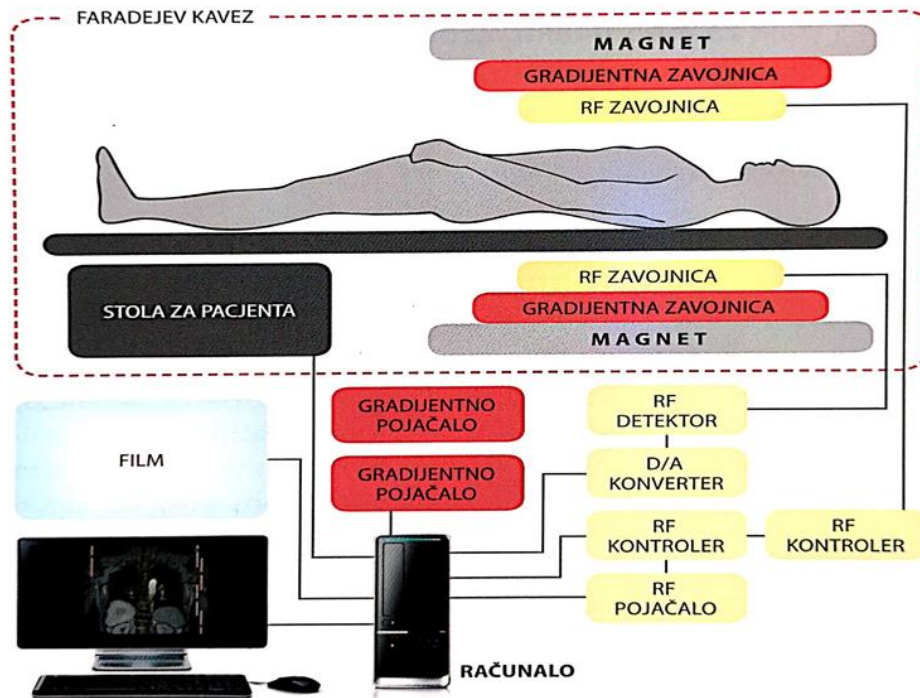 FARADEJEV KAVEZ
MAGNET
GRADIJENTNA ZAVOJNICA
RF ZAVOJNICA
RF ZAVOJNICA
GRADIJENTNA ZAVOJNICA
MAGNET
STOLA ZA PACJENTA
GRADIJENTNO
POJAČALO
RF
DETEKTOR
FILM
GRADIJENTNO
POJAČALO
D/A
KONVERTER
RF
KONTROLER
RF
KONTROLER
RF
POJAČALO
RAČUNALO